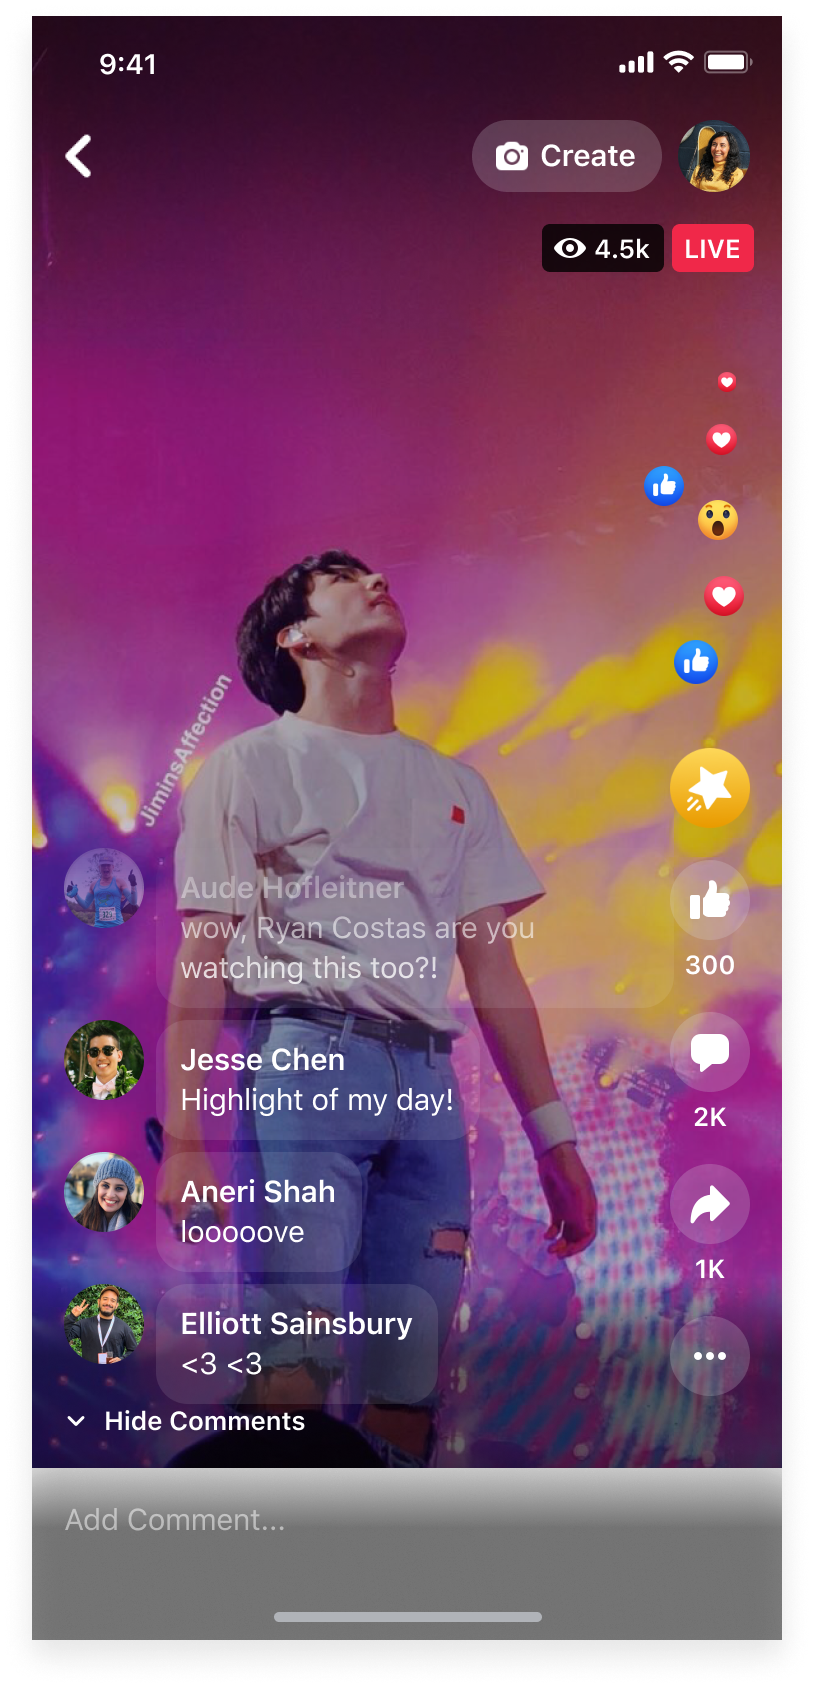 9:41
Create
4.5k LIVE
JiminsAffection
Aude Hofleitner
wow, Ryan Costas are you
watching this too?!
300
Jesse Chen
Highlight of my day!
2K
Aneri Shah
looooove
1K
Elliott Sainsbury
<3 <3
Hide Comments
Add Comment...